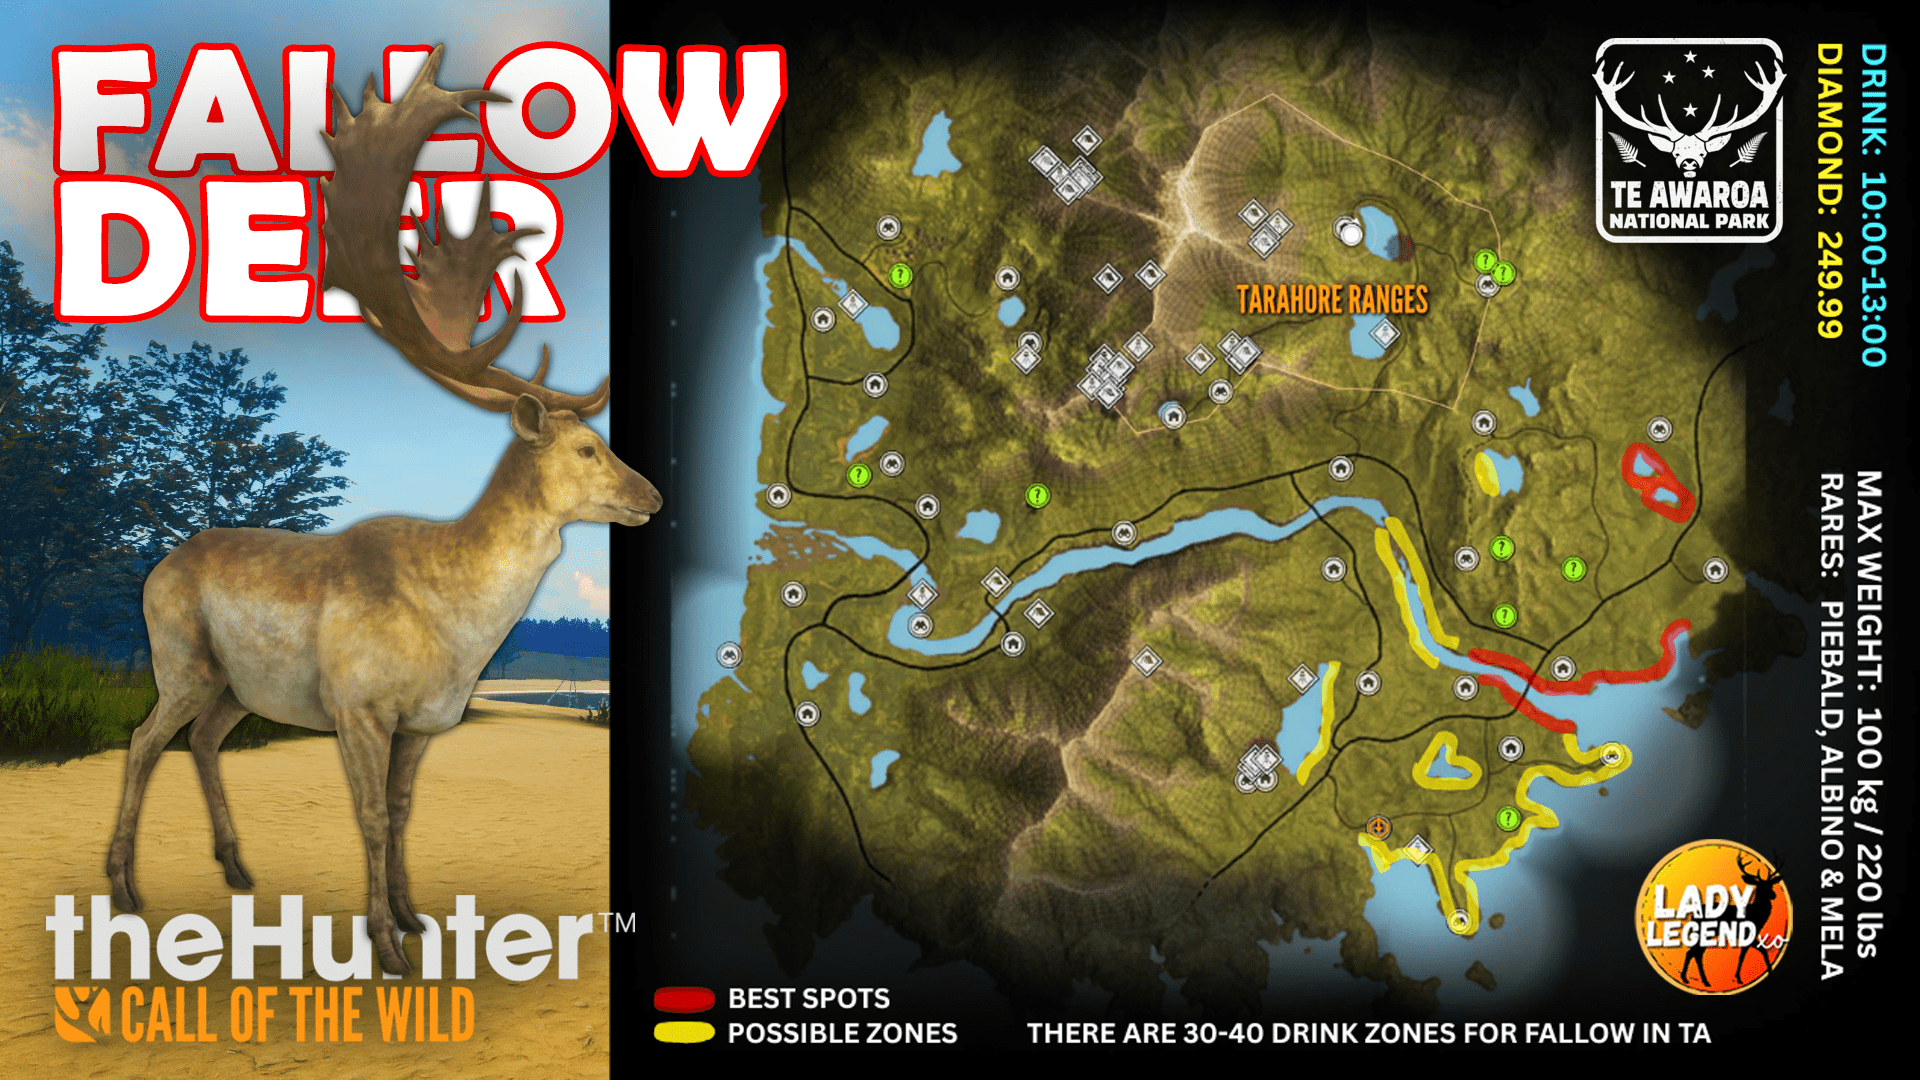 FALLOW
DEER
theHunter™
CALL OF THE WILD
TARAHORE RANGES
?
?
?
?
?
?
?
?
?
TE AWAROA
NATIONAL PARK
DRINK: 10:00-13:00
DIAMOND: 249.99
MAX WEIGHT: 100 kg / 220 lbs
RARES: PIEBALD, ALBINO & MELA
LADY
LEGENDxo
BEST SPOTS
POSSIBLE ZONES
THERE ARE 30-40 DRINK ZONES FOR FALLOW IN TA